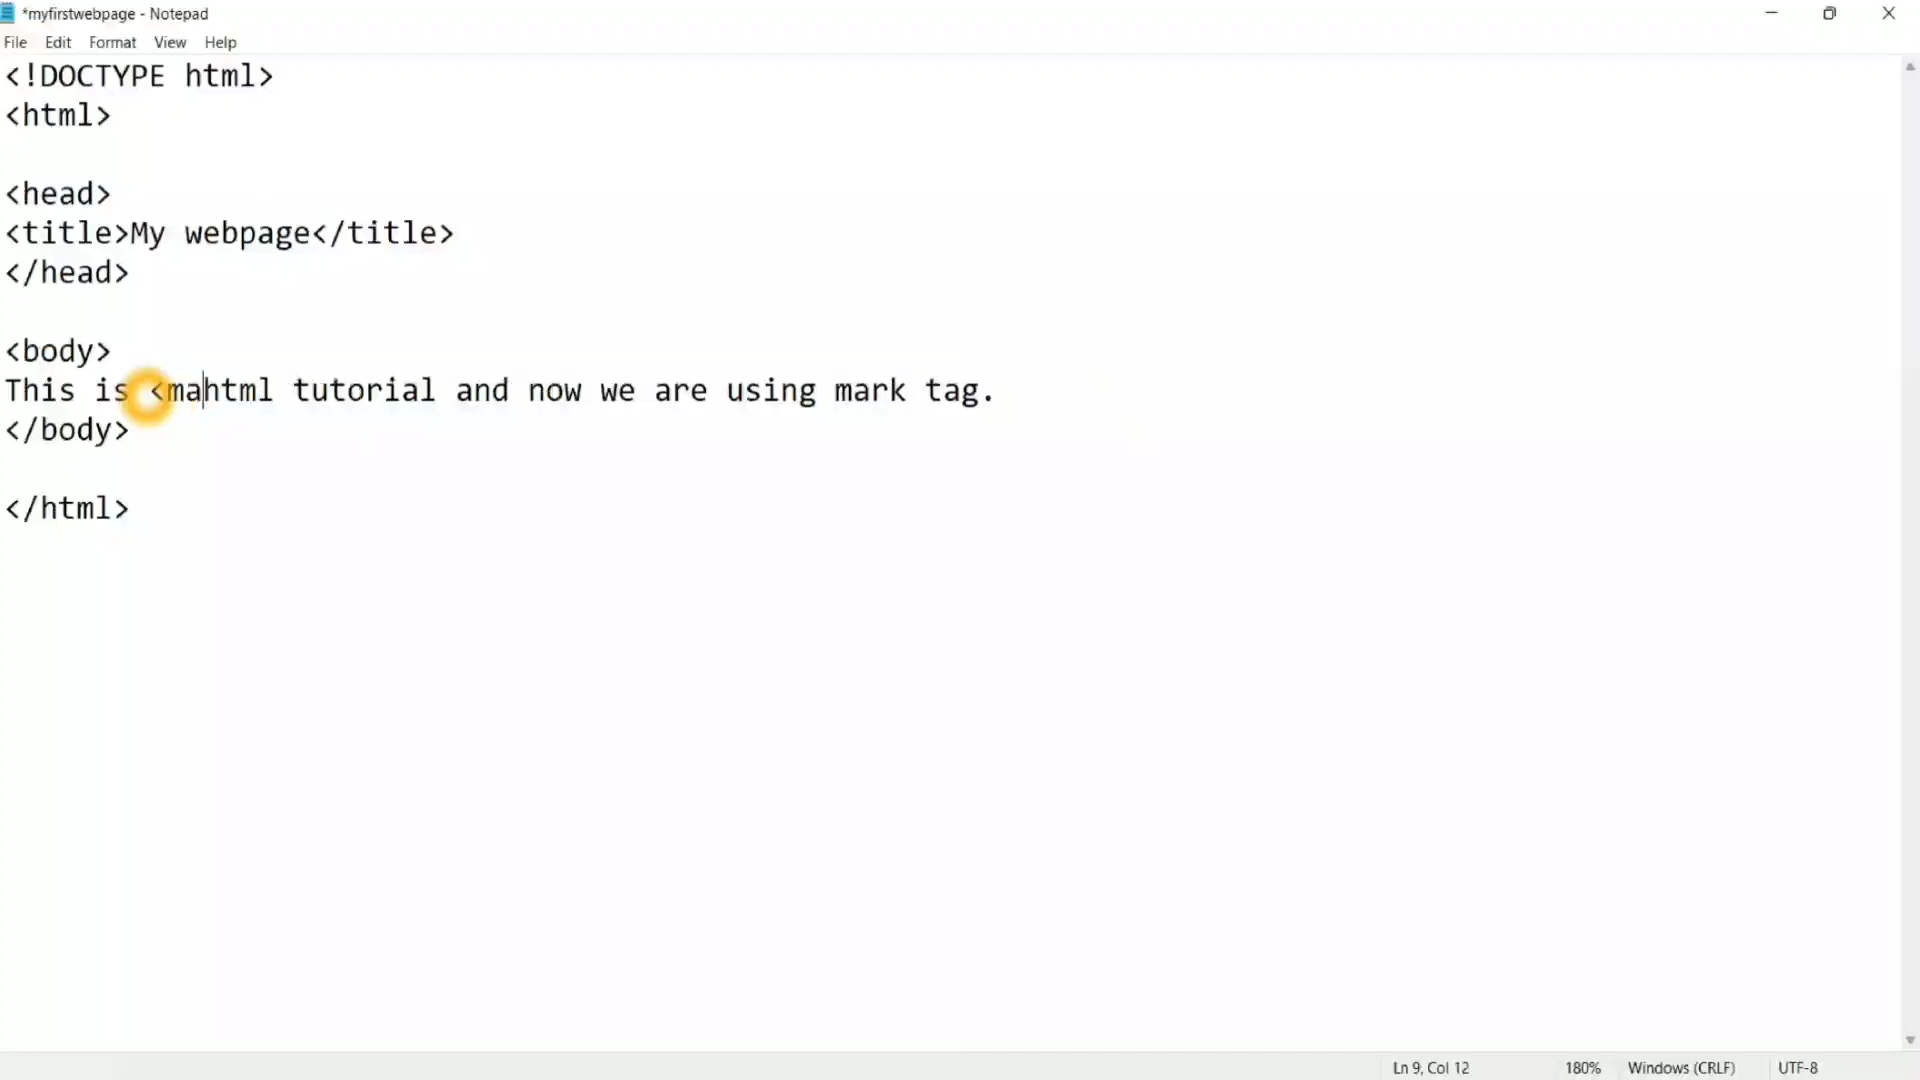 *myfirstwebpage - Notepad
File Edit Format View Help
<!DOCTYPE html>
<html>
<head>
<title>My webpage</title>
</head>
<body>
This is <mahtml tutorial and now we are using mark tag.
</body>
</html>
Ln 9, Col 12 180% Windows (CRLF) UTF-8